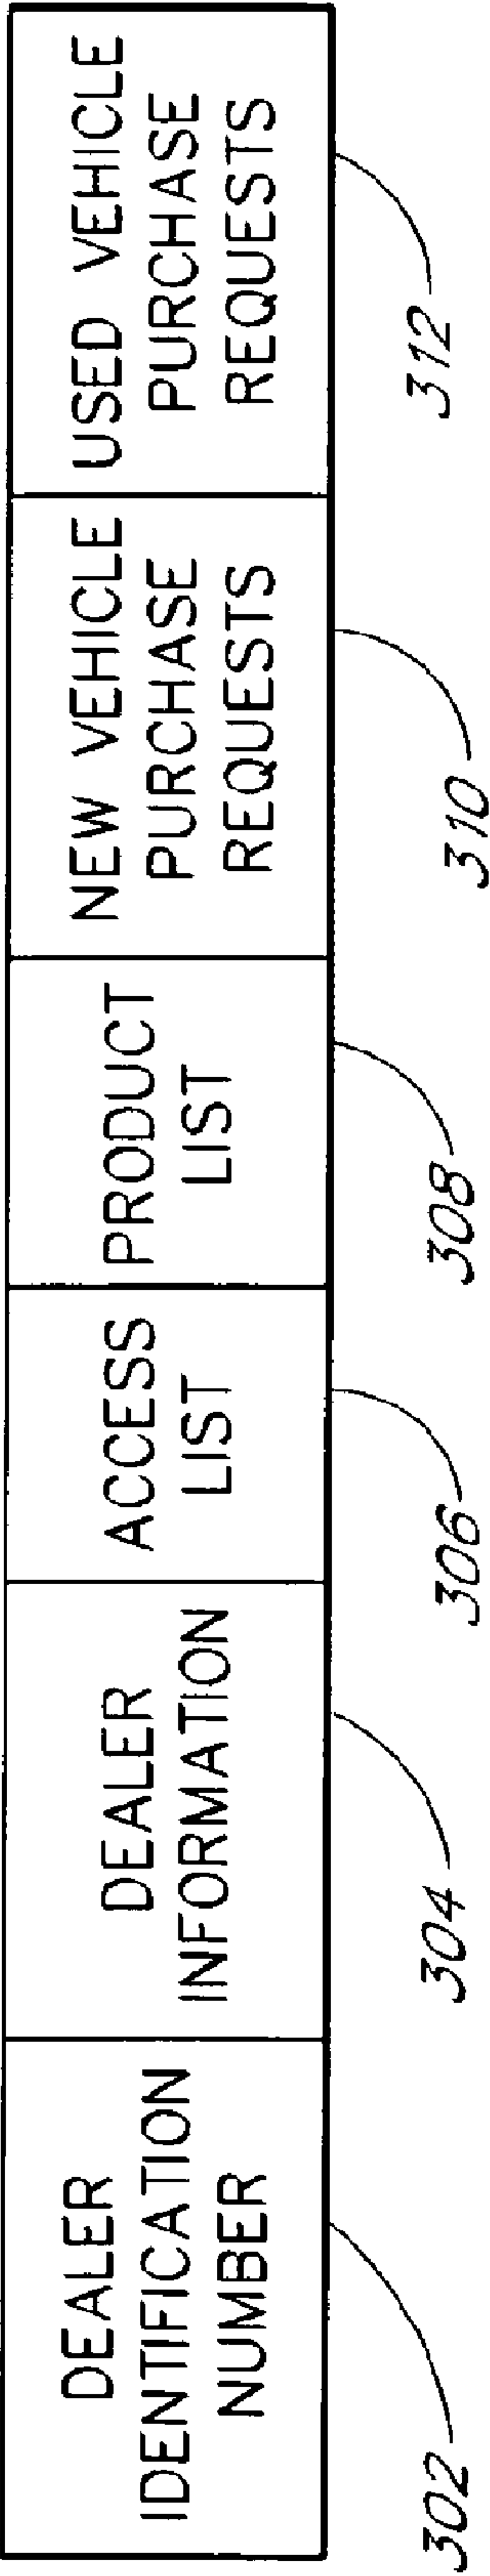 DEALER
IDENTIFICATION
NUMBER
DEALER
INFORMATION
ACCESS
LIST
PRODUCT
LIST
NEW VEHICLE
PURCHASE
REQUESTS
USED VEHICLE
PURCHASE
REQUESTS
302
304
306
308
310
312